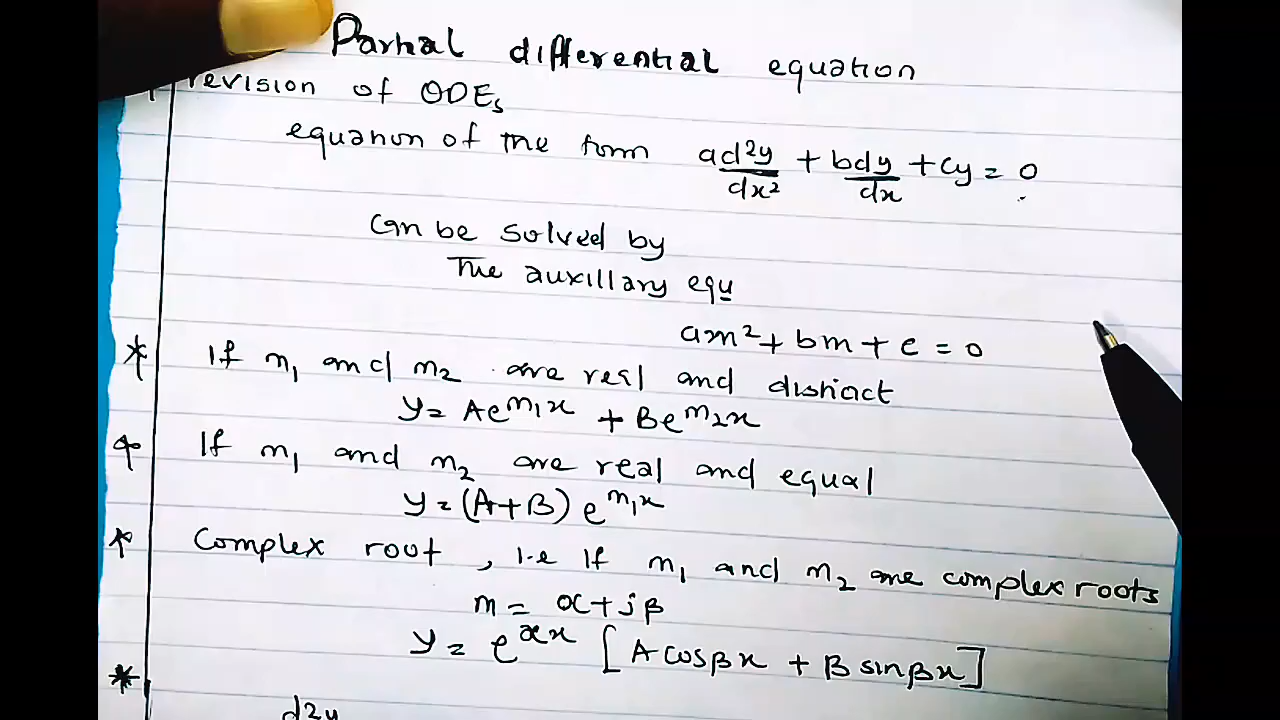 Partial differential equation
revision of ODEs
equation of the form ad²y/dx² + bdy/dx + cy = 0
can be solved by
The auxillary equ
am² + bm + c = 0
* If m₁ and m₂ are real and distinct
y = Ae^m₁x + Be^m₂x
* If m₁ and m₂ are real and equal
y = (A+B) e^m₁x
* Complex root, i.e If m₁ and m₂ are complex roots
m = α+jβ
y = e^αx [A cosβx + B sinβx]
*
d2y